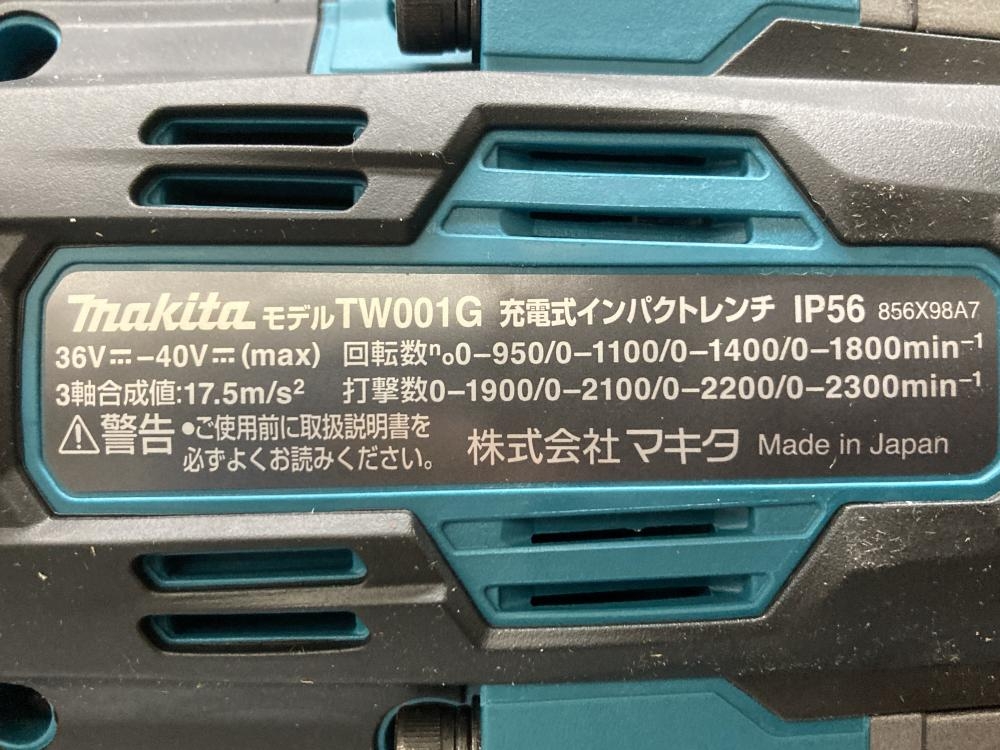 makita モデルTW001G 充電式インパクトレンチ IP56 856X98A7
36V⎓-40V⎓(max) 回転数n₀0-950/0-1100/0-1400/0-1800min⁻¹
3軸合成値:17.5m/s² 打撃数0-1900/0-2100/0-2200/0-2300min⁻¹
⚠警告 •ご使用前に取扱説明書を
必ずよくお読みください。
株式会社 マキタ Made in Japan